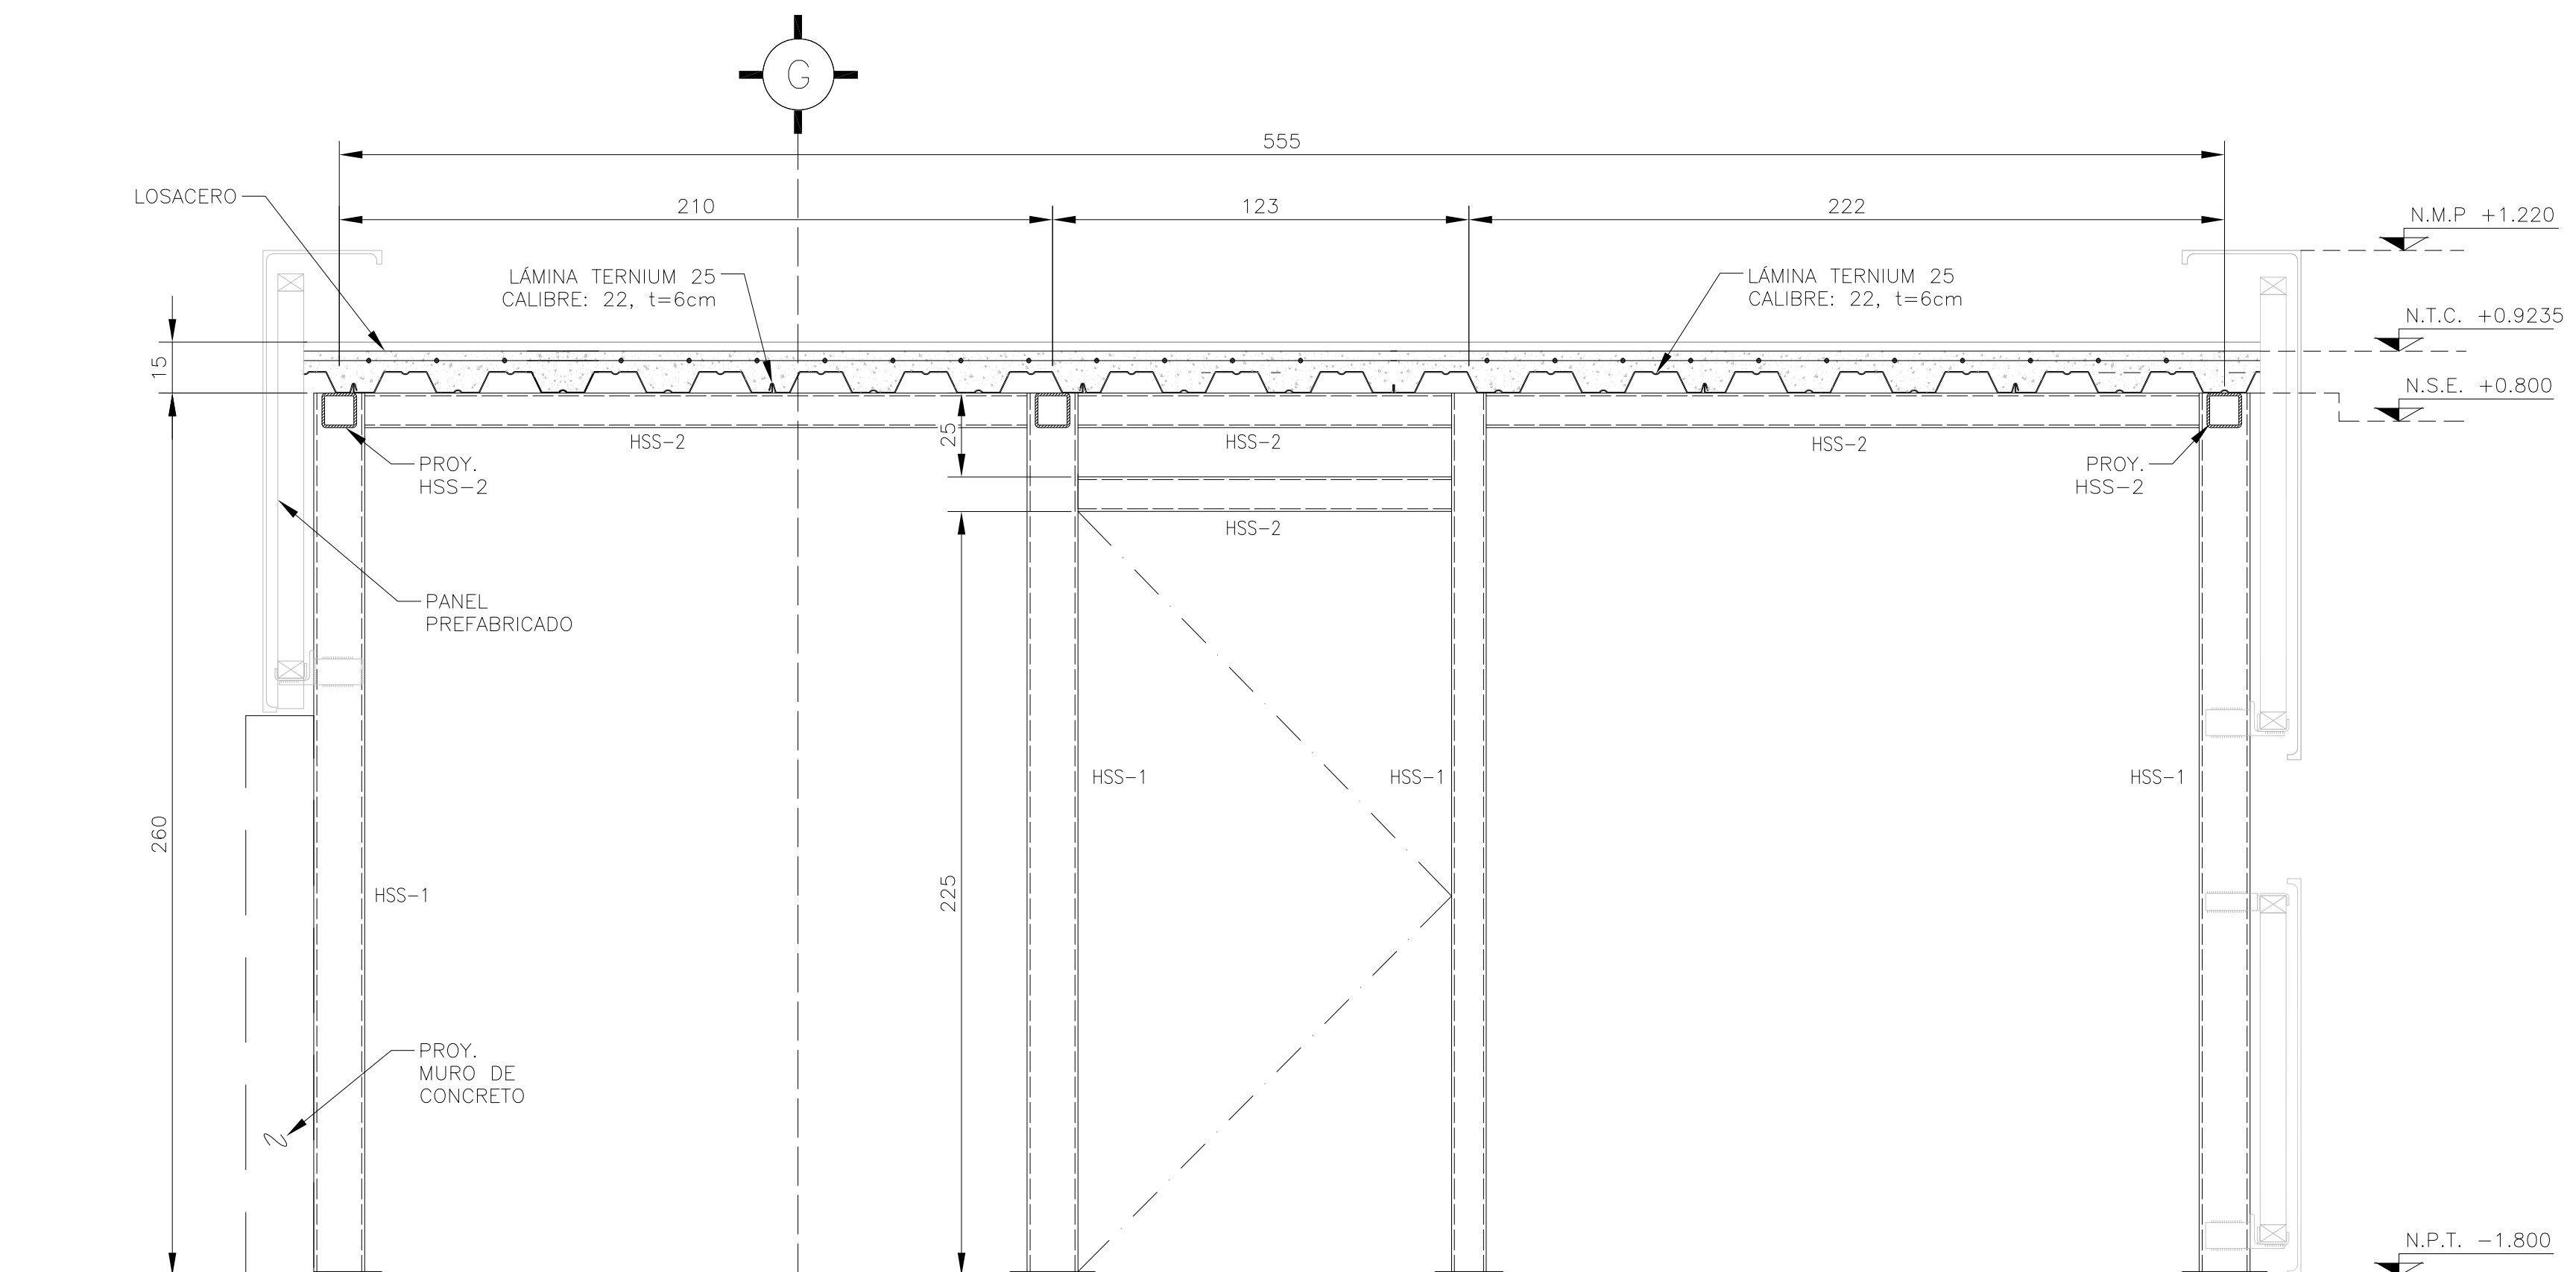 G
555
LOSACERO
210
123
222
N.M.P +1.220
LÁMINA TERNIUM 25
CALIBRE: 22, t=6cm
LÁMINA TERNIUM 25
CALIBRE: 22, t=6cm
N.T.C. +0.9235
15
N.S.E. +0.800
25
HSS-2
HSS-2
HSS-2
PROY.
HSS-2
PROY.
HSS-2
HSS-2
PANEL
PREFABRICADO
HSS-1
HSS-1
HSS-1
260
225
HSS-1
PROY.
MURO DE
CONCRETO
N.P.T. -1.800